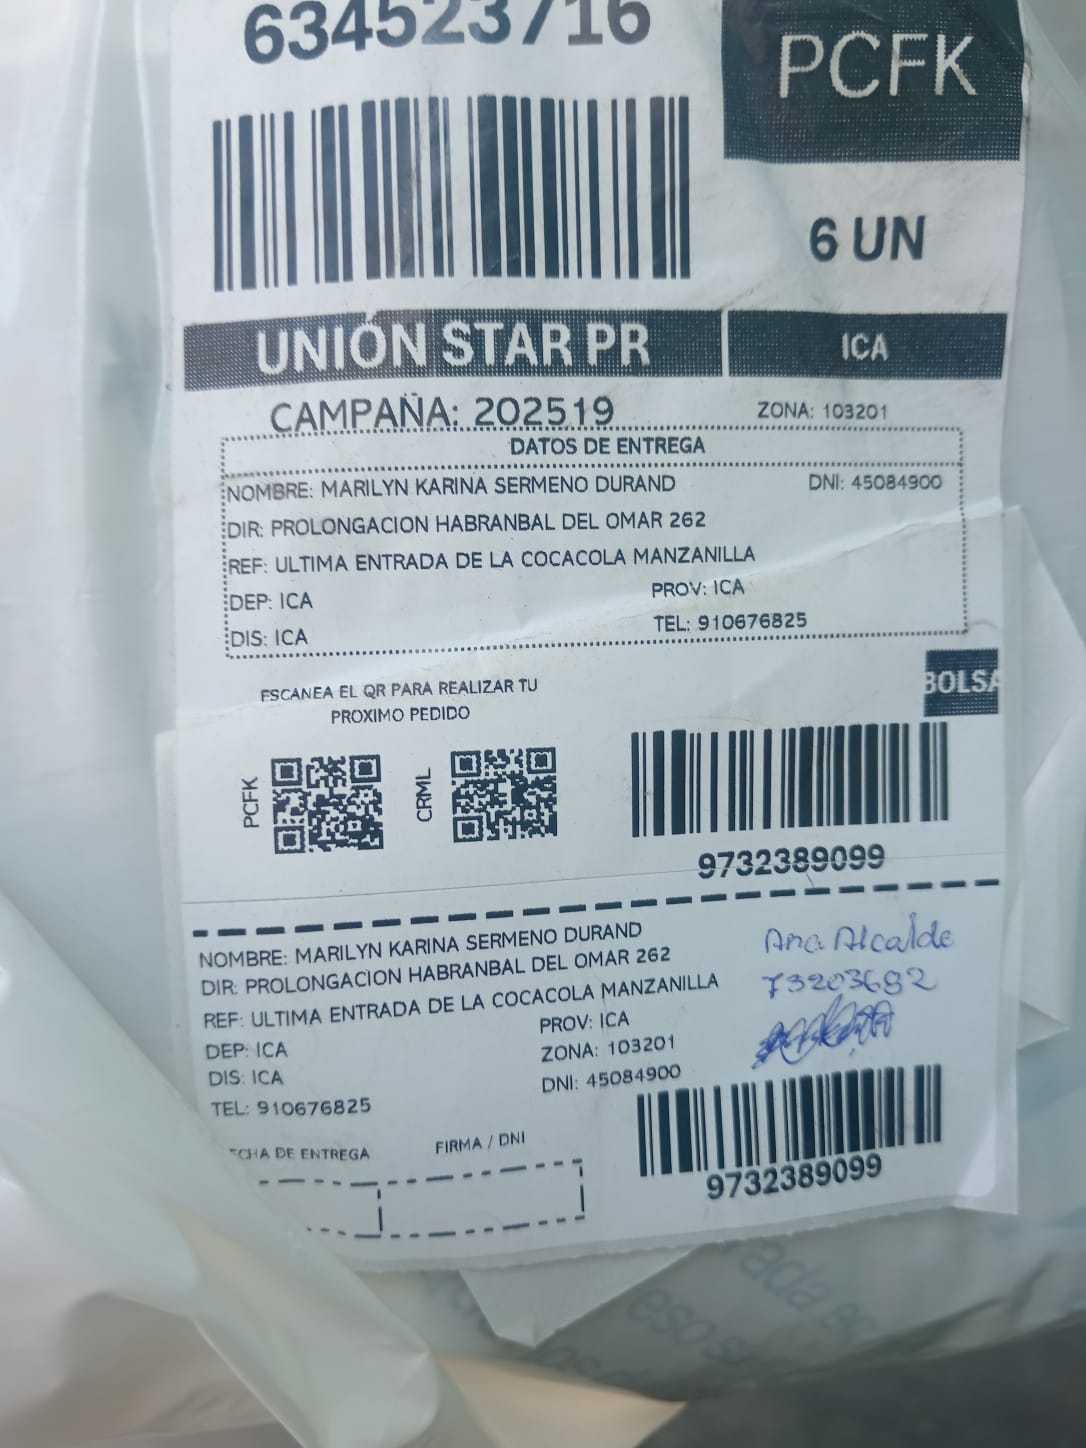 634523716
PCFK
6 UN
UNIÓN STAR PR
ICA
CAMPAÑA: 202519
ZONA: 103201
DATOS DE ENTREGA
NOMBRE: MARILYN KARINA SERMENO DURAND DNI: 45084900
DIR: PROLONGACION HABRANBAL DEL OMAR 262
REF: ULTIMA ENTRADA DE LA COCACOLA MANZANILLA
DEP: ICA PROV: ICA
DIS: ICA TEL: 910676825
ESCANEA EL QR PARA REALIZAR TU
PROXIMO PEDIDO
BOLSA
PCFK
CRML
9732389099
NOMBRE: MARILYN KARINA SERMENO DURAND
DIR: PROLONGACION HABRANBAL DEL OMAR 262
REF: ULTIMA ENTRADA DE LA COCACOLA MANZANILLA
DEP: ICA PROV: ICA
DIS: ICA ZONA: 103201
TEL: 910676825 DNI: 45084900
Ana Alcalde
73203682
DE ENTREGA FIRMA / DNI
9732389099